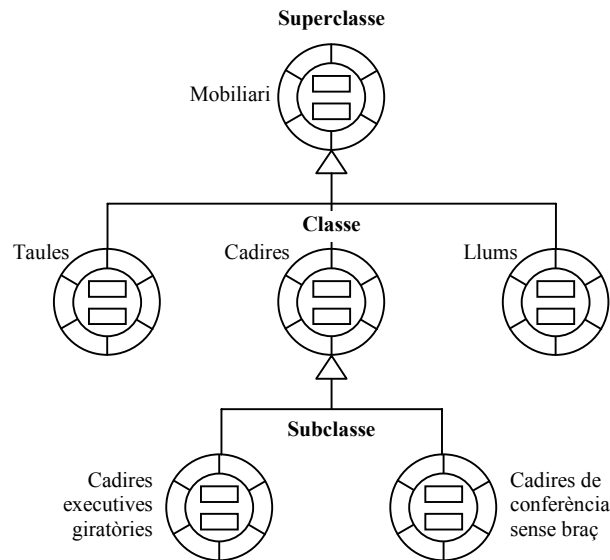 Superclasse
Mobiliari
Classe
Taules
Cadires
Llums
Subclasse
Cadires
executives
giratòries
Cadires de
conferència
sense braç